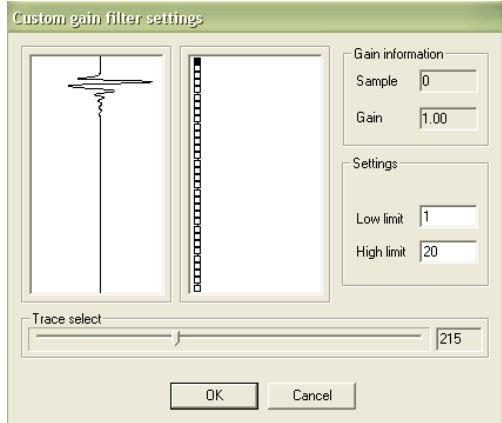 Custom gain filter settings
Gain information
Sample 0
Gain 1.00
Settings
Low limit 1
High limit 20
Trace select
215
OK Cancel